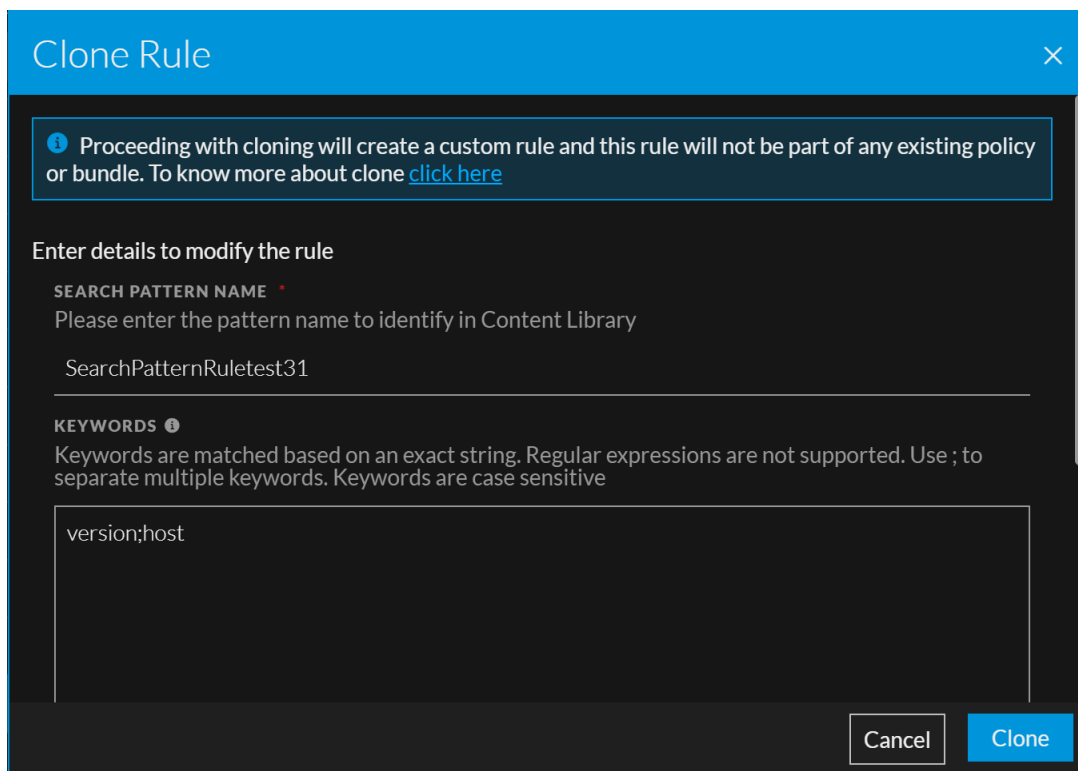 Clone Rule
Proceeding with cloning will create a custom rule and this rule will not be part of any existing policy
or bundle. To know more about clone click here
Enter details to modify the rule
SEARCH PATTERN NAME *
Please enter the pattern name to identify in Content Library
SearchPatternRuletest31
KEYWORDS
Keywords are matched based on an exact string. Regular expressions are not supported. Use ; to
separate multiple keywords. Keywords are case sensitive
version;host
Cancel
Clone